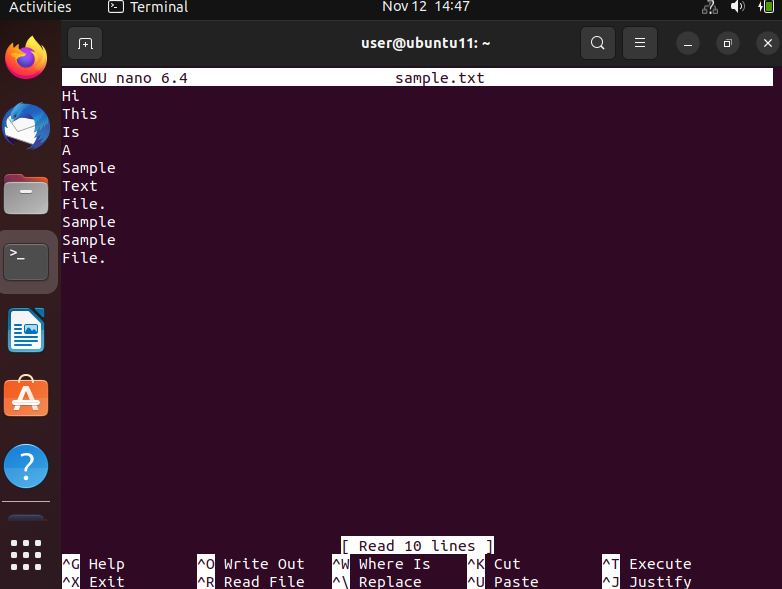 Activities Terminal Nov 12 14:47
user@ubuntu11: ~
GNU nano 6.4 sample.txt
Hi
This
Is
A
Sample
Text
File.
Sample
Sample
File.
[ Read 10 lines ]
^G Help ^O Write Out ^W Where Is ^K Cut ^T Execute
^X Exit ^R Read File ^\ Replace ^U Paste ^J Justify